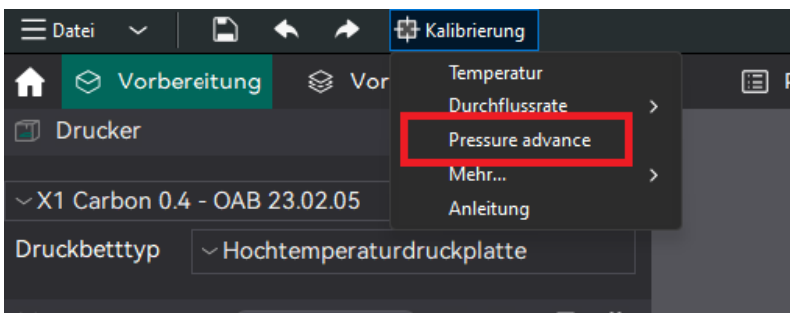 Datei
Kalibrierung
Vorbereitung
Vor
Temperatur
Durchflussrate
Pressure advance
Mehr...
Anleitung
Drucker
X1 Carbon 0.4 - OAB 23.02.05
Druckbetttyp
Hochtemperaturdruckplatte